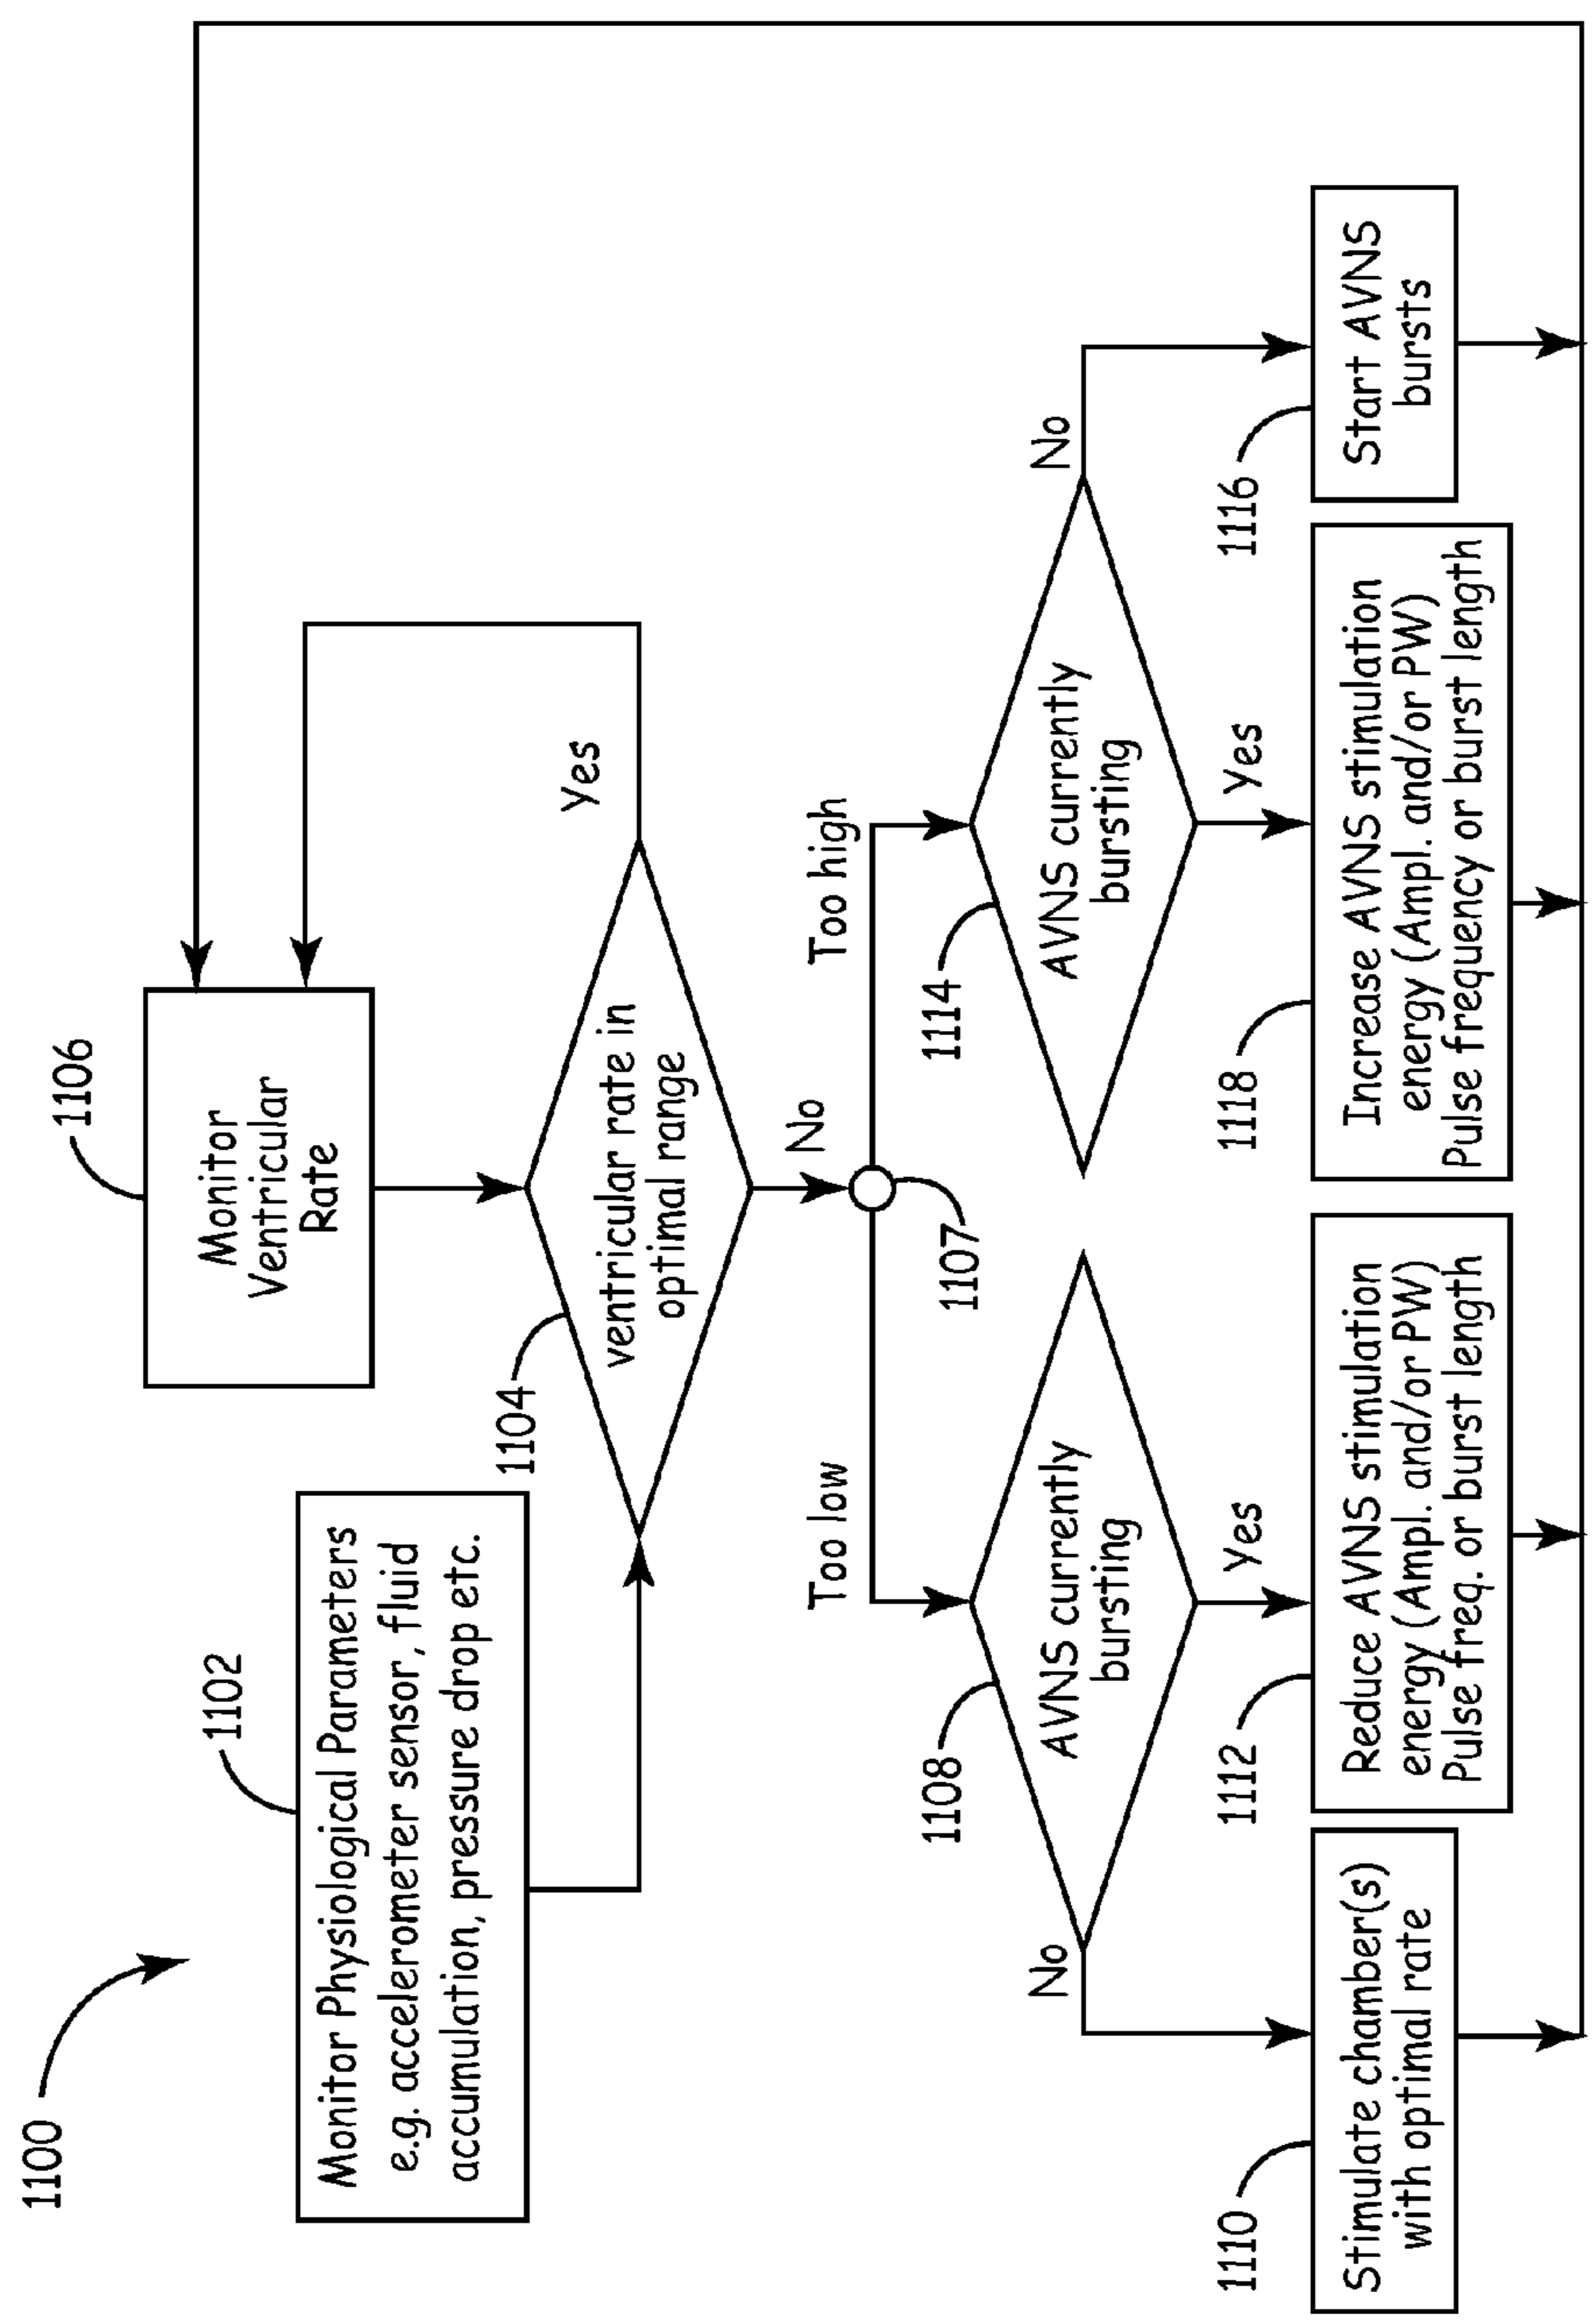 1100
1102
Monitor Physiological Parameters
e.g. accelerometer sensor, fluid
accumulation, pressure drop etc.
1106
Monitor
Ventricular
Rate
1104
ventricular rate in
optimal range
Yes
No
1107
Too low
Too high
1108
AVNS currently
bursting
No
Yes
1114
AVNS currently
bursting
No
Yes
1110
Stimulate chamber(s)
with optimal rate
1112
Reduce AVNS stimulation
energy (Ampl. and/or PW)
Pulse freq. or burst length
1118
Increase AVNS stimulation
energy (Ampl. and/or PW)
Pulse frequency or burst length
1116
Start AVNS
bursts